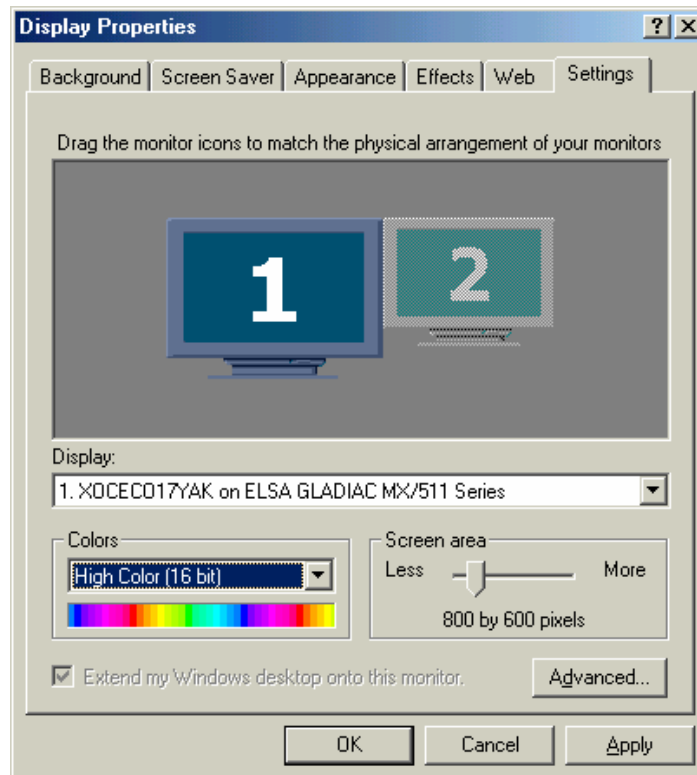 Display Properties
Background Screen Saver Appearance Effects Web Settings
Drag the monitor icons to match the physical arrangement of your monitors
1 2
Display:
1. XOCECO17YAK on ELSA GLADIAC MX/511 Series
Colors
High Color (16 bit)
Screen area
Less More
800 by 600 pixels
Extend my Windows desktop onto this monitor.
Advanced...
OK Cancel Apply